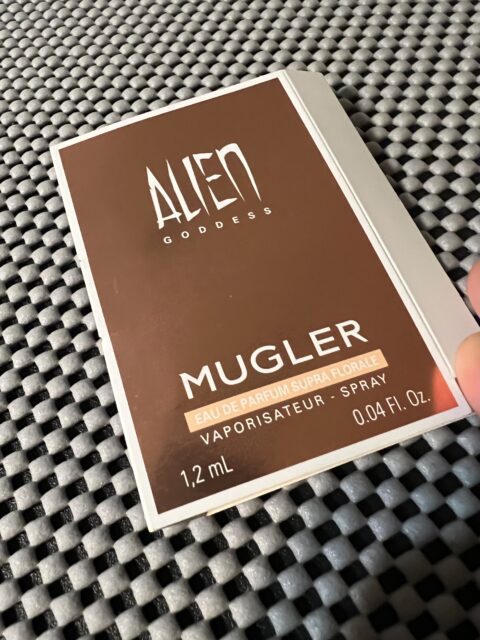 ALIEN
GODDESS
MUGLER
EAU DE PARFUM SUPRA FLORALE
VAPORISATEUR - SPRAY
1,2 mL 0.04 Fl. Oz.